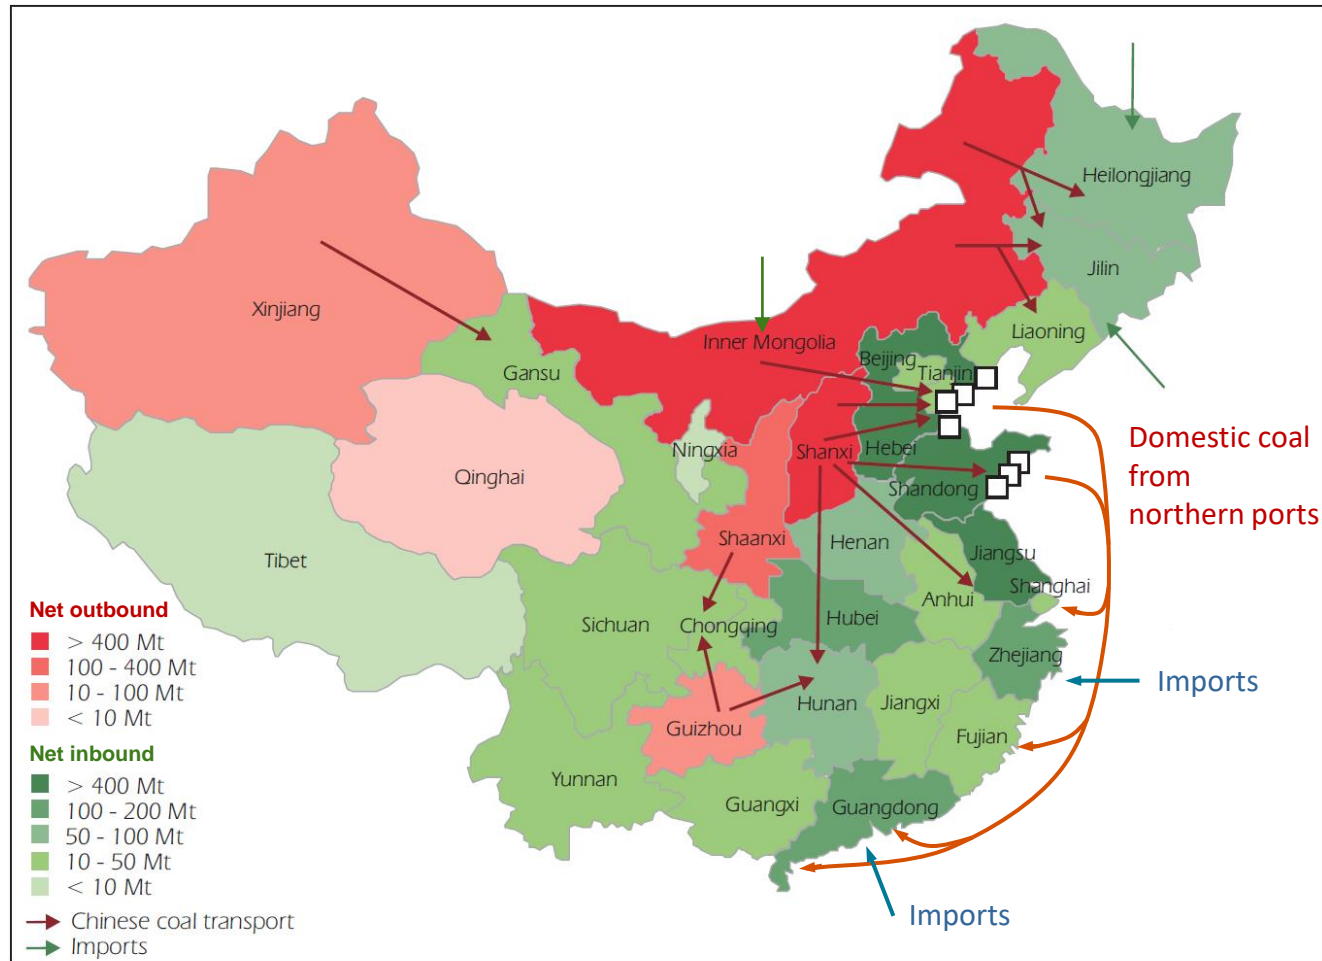 Heilongjiang
Jilin
Xinjiang
Liaoning
Inner Mongolia
Beijing
Gansu
Tianjin
Domestic coal
from
northern ports
Ningxia
Shanxi
Hebei
Qinghai
Shandong
Shaanxi
Henan
Tibet
Jiangsu
Shanghai
Anhui
Sichuan
Chongqing
Hubei
Zhejiang
Imports
Hunan
Jiangxi
Guizhou
Fujian
Yunnan
Guangxi
Guangdong
Imports
Net outbound
> 400 Mt
100 - 400 Mt
10 - 100 Mt
< 10 Mt
Net inbound
> 400 Mt
100 - 200 Mt
50 - 100 Mt
10 - 50 Mt
< 10 Mt
Chinese coal transport
Imports